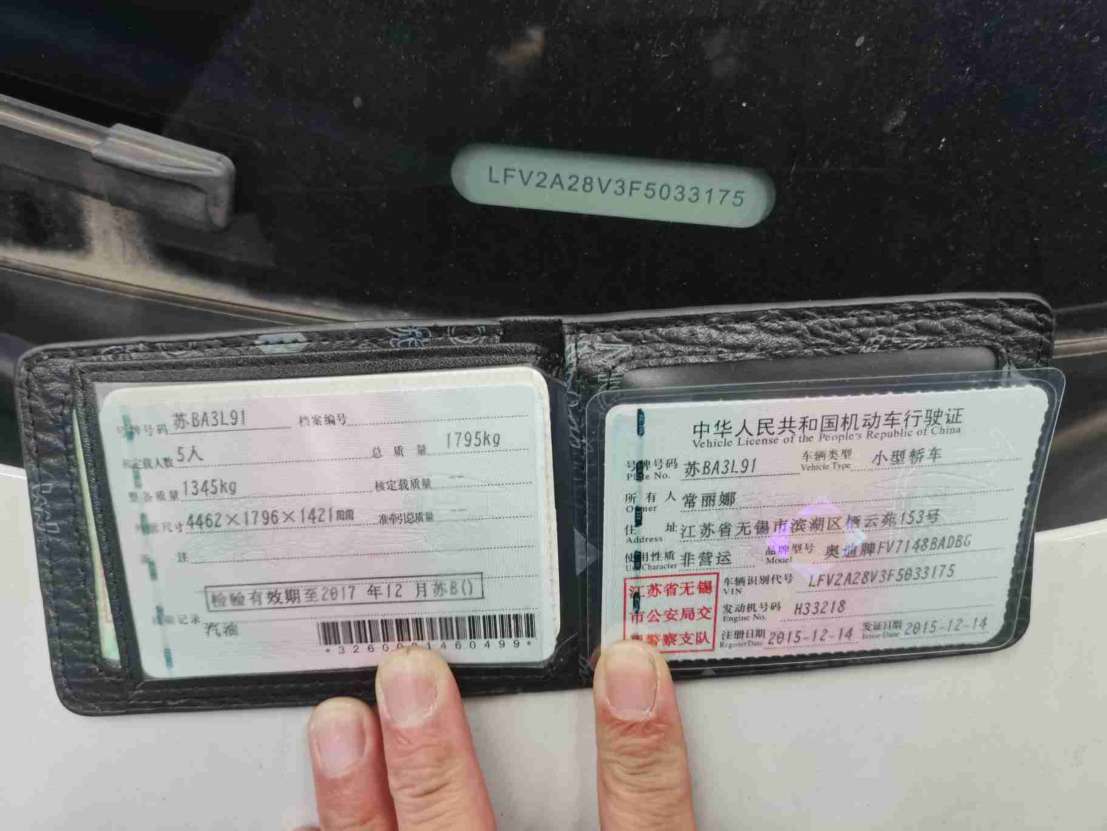 LFV2A28V3F5033175
号牌号码 苏BA3L91 档案编号
核定载人数 5人 总质量 1795kg
整备质量 1345kg 核定载质量 --
外廓尺寸 4462×1796×1421 准牵引总质量 --
备注
检验有效期至2017 年 12 月苏B()
检验记录
汽油
*3260001460499*
中华人民共和国机动车行驶证
Vehicle License of the People's Republic of China
号牌号码 苏BA3L91 车辆类型 小型轿车
Plate No. Vehicle Type
所有人 常丽娜
Owner
住址 江苏省无锡市滨湖区栖云苑153号
Address
使用性质 非营运 品牌型号 奥迪牌FV7148BADBG
Use Character Model
江苏省无锡
市公安局交
警察支队
车辆识别代号 LFV2A28V3F5033175
VIN
发动机号码 H33218
Engine No.
注册日期 2015-12-14 发证日期 2015-12-14
Register Date Issue Date